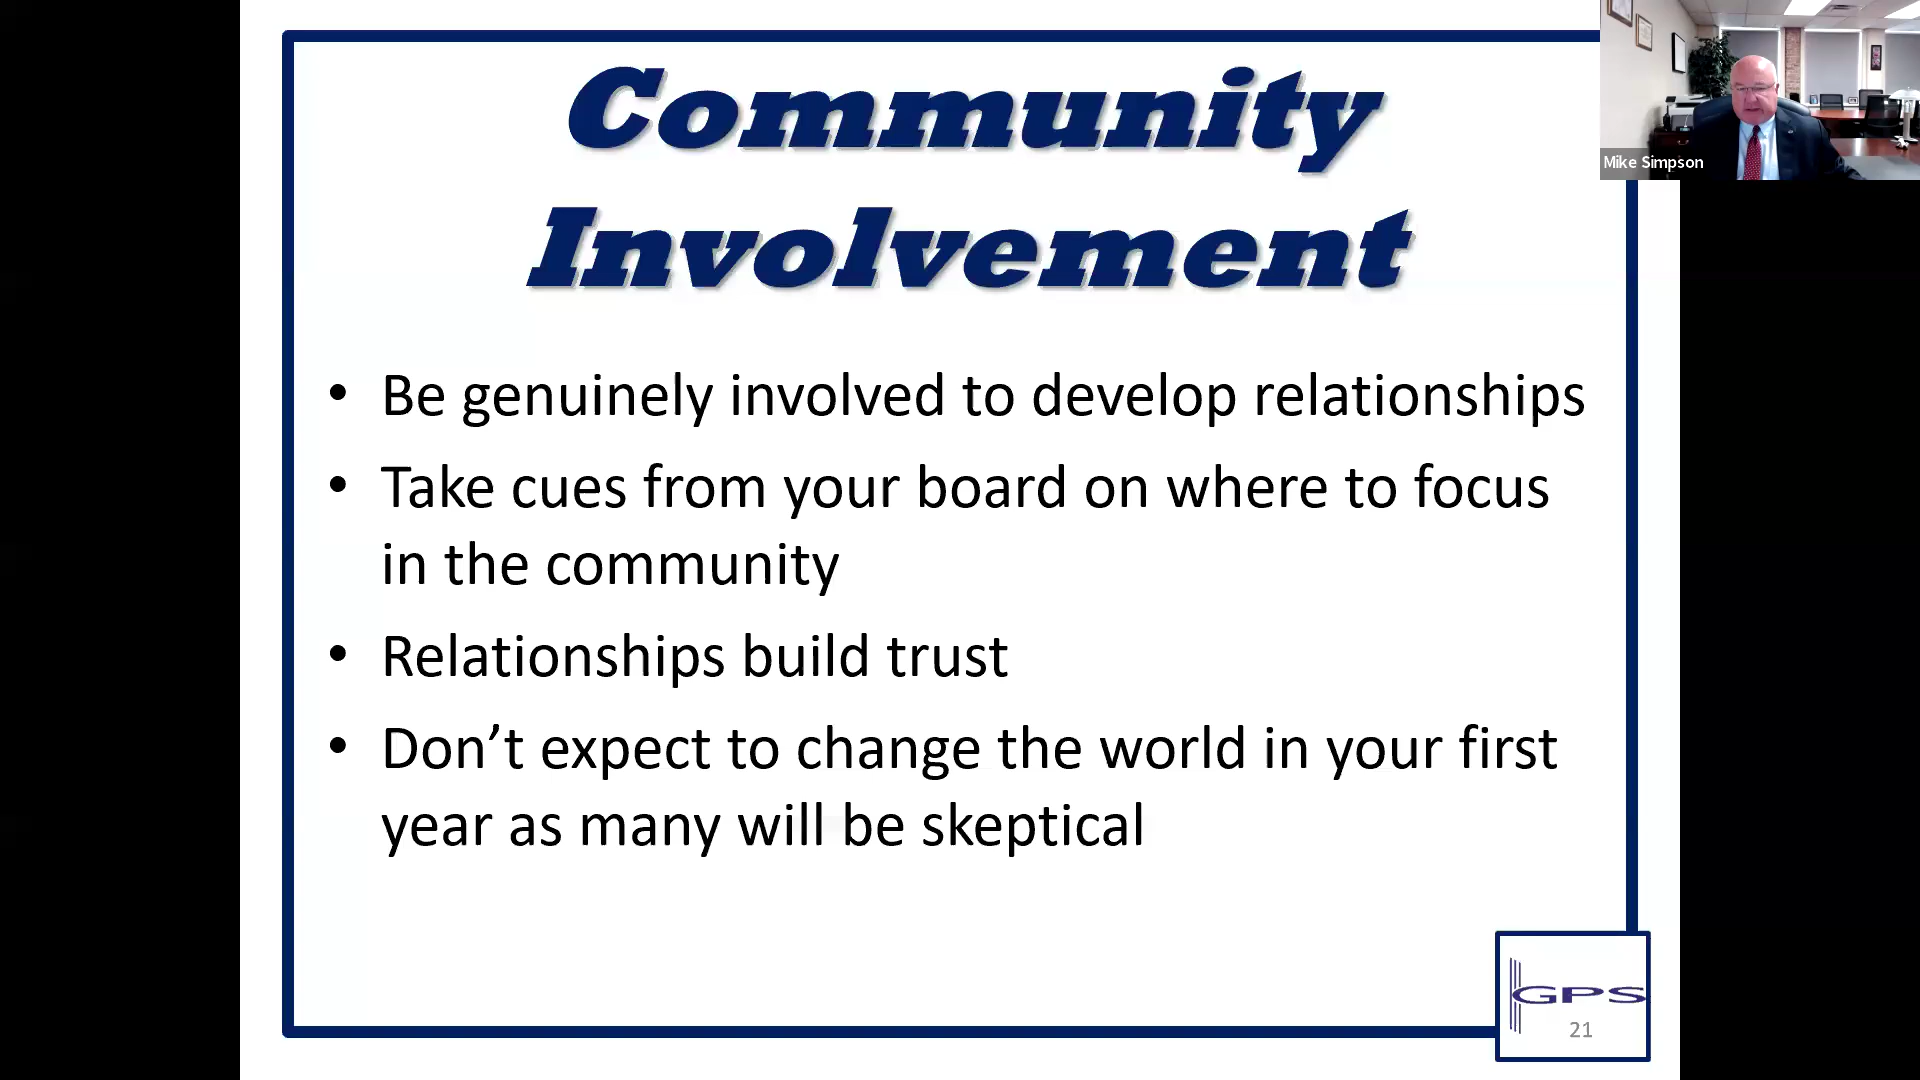 Community
Involvement
• Be genuinely involved to develop relationships
• Take cues from your board on where to focus
in the community
• Relationships build trust
• Don’t expect to change the world in your first
year as many will be skeptical
Mike Simpson
GPS
21